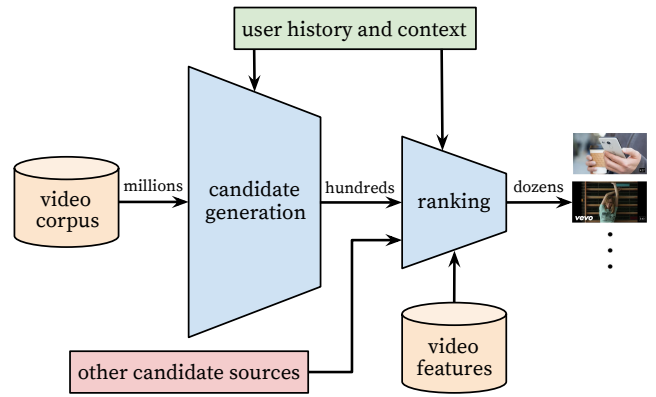 user history and context
millions
hundreds
dozens
video
corpus
candidate
generation
ranking
vevo
video
features
other candidate sources